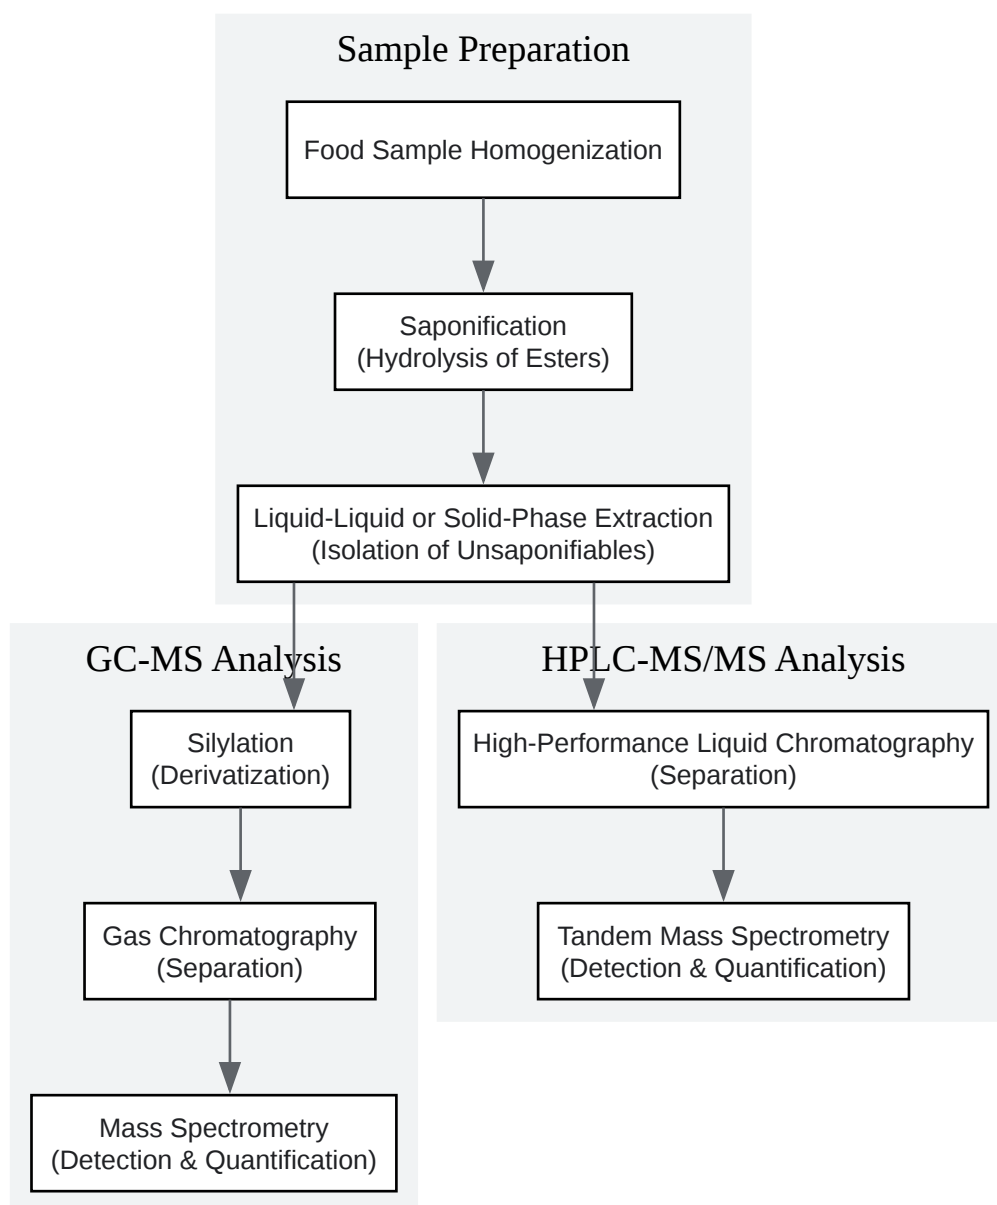 Sample Preparation
Food Sample Homogenization
Saponification
(Hydrolysis of Esters)
Liquid-Liquid or Solid-Phase Extraction
(Isolation of Unsaponifiables)
GC-MS Analysis
Silylation
(Derivatization)
Gas Chromatography
(Separation)
Mass Spectrometry
(Detection & Quantification)
HPLC-MS/MS Analysis
High-Performance Liquid Chromatography
(Separation)
Tandem Mass Spectrometry
(Detection & Quantification)